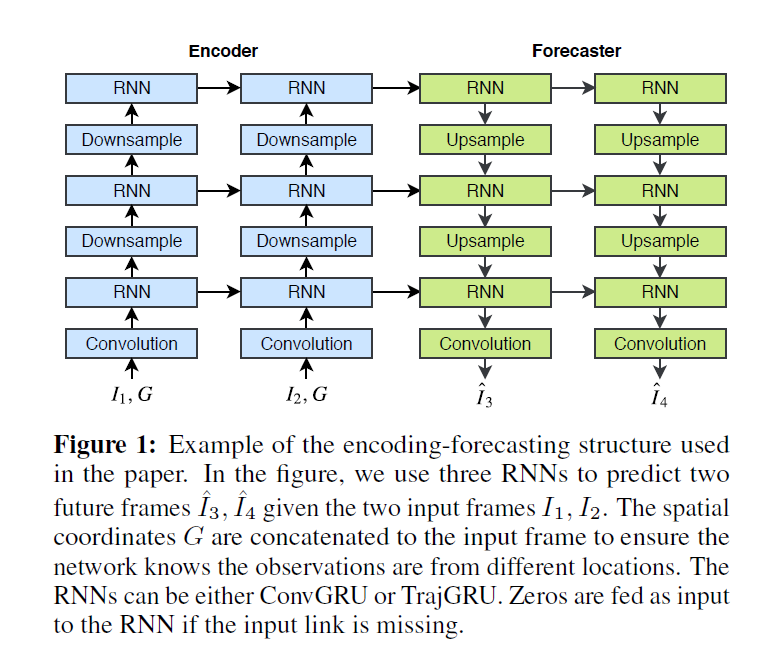 Encoder Forecaster
RNN RNN RNN RNN
Downsample Downsample Upsample Upsample
RNN RNN RNN RNN
Downsample Downsample Upsample Upsample
RNN RNN RNN RNN
Convolution Convolution Convolution Convolution
I₁, G I₂, G Î₃ Î₄
Figure 1: Example of the encoding-forecasting structure used
in the paper. In the figure, we use three RNNs to predict two
future frames Î₃, Î₄ given the two input frames I₁, I₂. The spatial
coordinates G are concatenated to the input frame to ensure the
network knows the observations are from different locations. The
RNNs can be either ConvGRU or TrajGRU. Zeros are fed as input
to the RNN if the input link is missing.